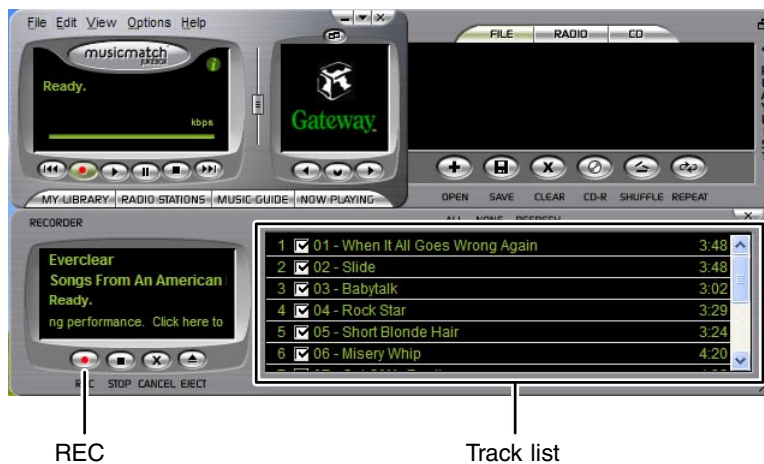 File Edit View Options Help
musicmatch
JUKEBOX
i
Ready.
kbps
Gateway
MY LIBRARY RADIO STATIONS MUSIC GUIDE NOW PLAYING
FILE RADIO CD
OPEN SAVE CLEAR CD-R SHUFFLE REPEAT
RECORDER
ALL NONE REFRESH
Everclear
Songs From An American
Ready.
ng performance. Click here to
REC STOP CANCEL EJECT
1 01 - When It All Goes Wrong Again 3:48
2 02 - Slide 3:48
3 03 - Babytalk 3:02
4 04 - Rock Star 3:29
5 05 - Short Blonde Hair 3:24
6 06 - Misery Whip 4:20
REC
Track list